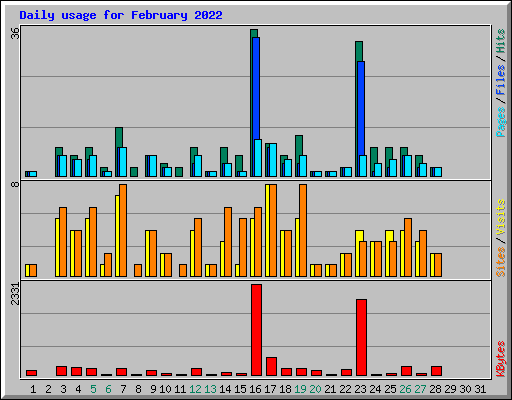 Daily usage for February 2022
36
Pages / Files / Hits
8
Sites / Visits
2331
KBytes
1 2 3 4 5 6 7 8 9 10 11 12 13 14 15 16 17 18 19 20 21 22 23 24 25 26 27 28 29 30 31